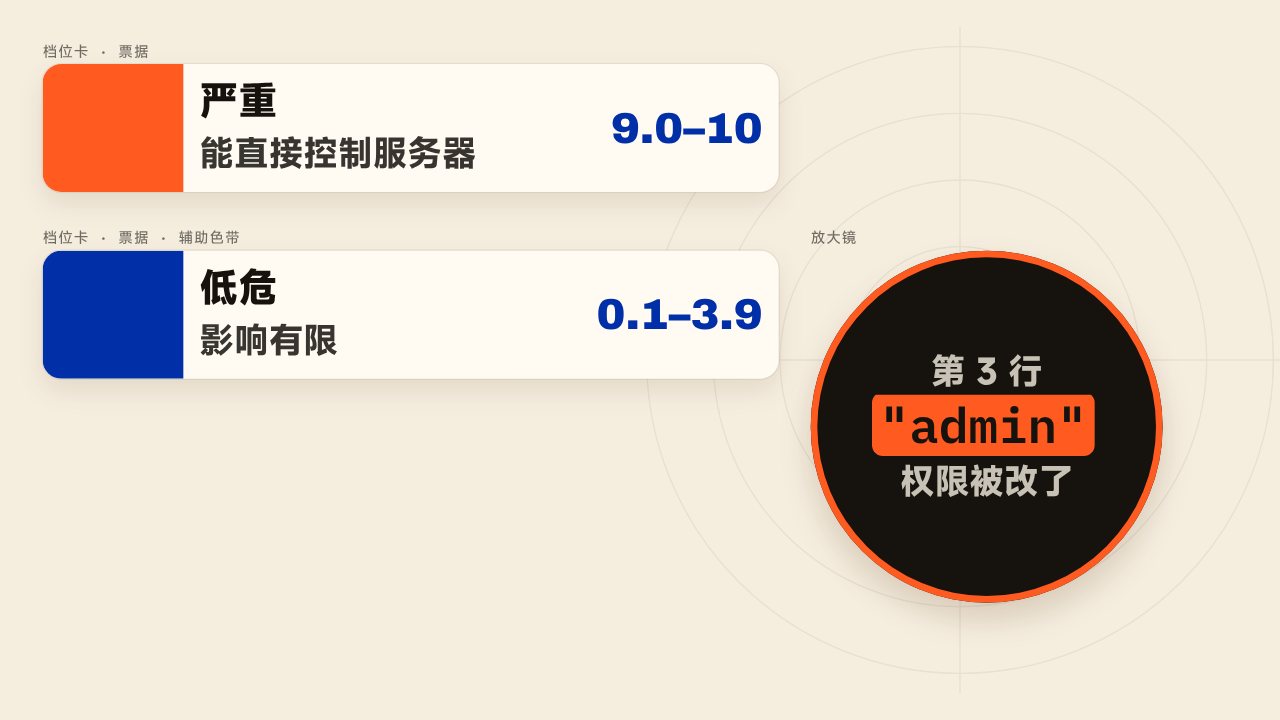 档位卡 · 票据
严重
能直接控制服务器
9.0–10
档位卡 · 票据 · 辅助色带
低危
影响有限
0.1–3.9
放大镜
第 3 行
"admin"
权限被改了